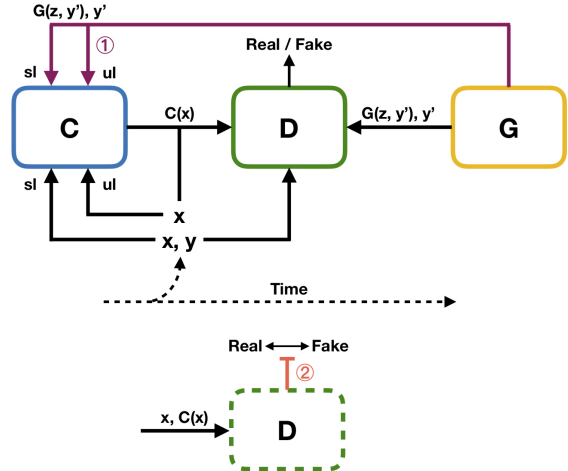 G(z, y’), y’
①
Real / Fake
sl
ul
C
C(x)
D
G(z, y’), y’
G
sl
ul
x
x, y
Time
Real
Fake
②
x, C(x)
D